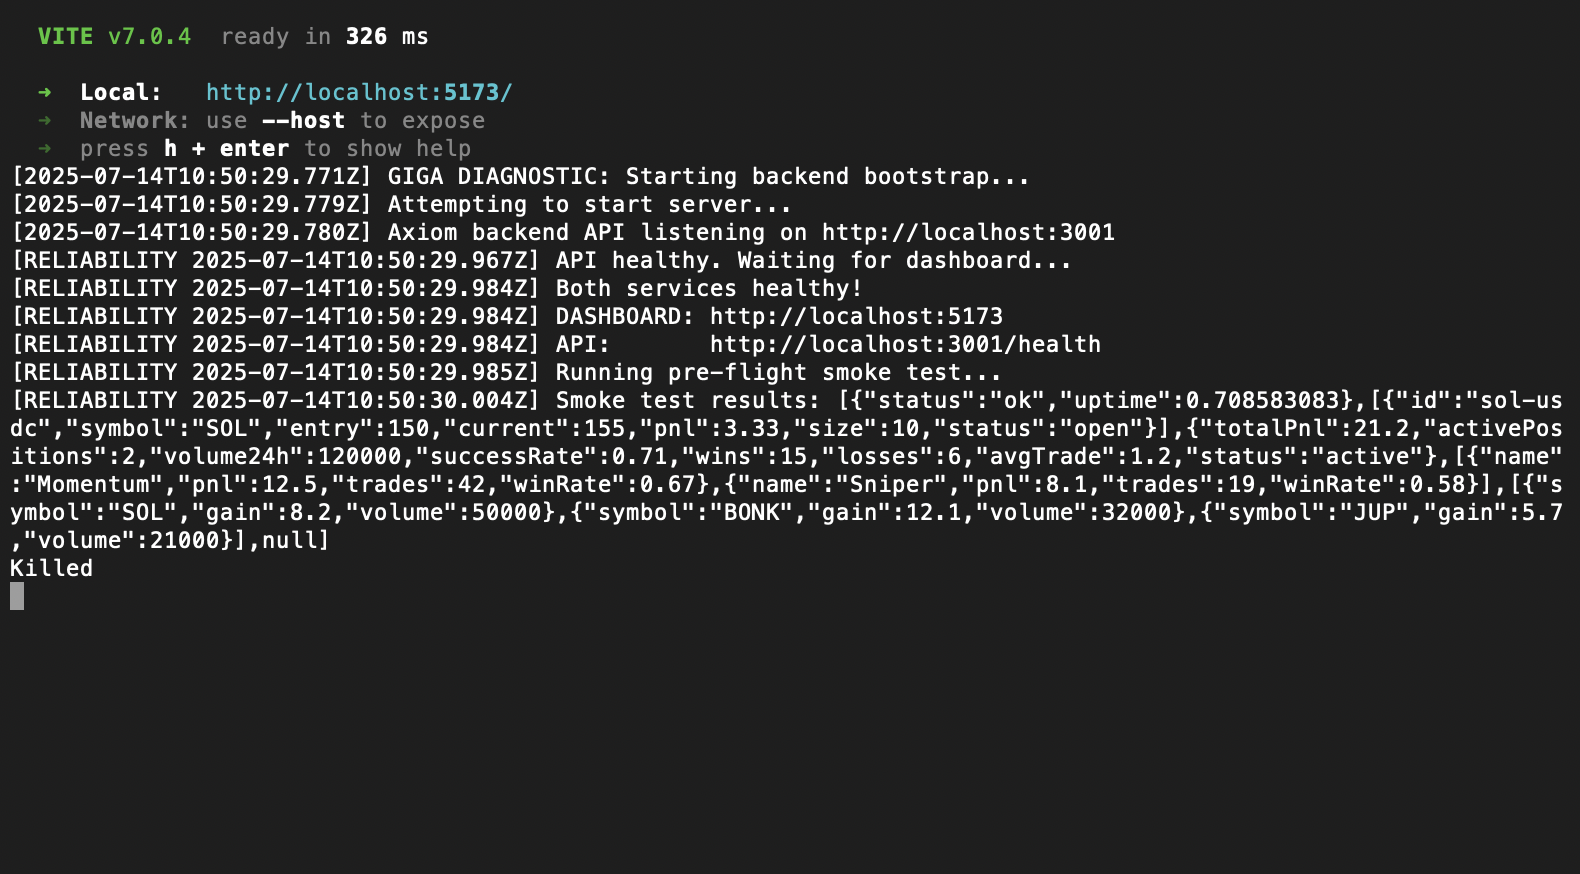 VITE v7.0.4  ready in 326 ms
➜  Local:   http://localhost:5173/
➜  Network: use --host to expose
➜  press h + enter to show help
[2025-07-14T10:50:29.771Z] GIGA DIAGNOSTIC: Starting backend bootstrap...
[2025-07-14T10:50:29.779Z] Attempting to start server...
[2025-07-14T10:50:29.780Z] Axiom backend API listening on http://localhost:3001
[RELIABILITY 2025-07-14T10:50:29.967Z] API healthy. Waiting for dashboard...
[RELIABILITY 2025-07-14T10:50:29.984Z] Both services healthy!
[RELIABILITY 2025-07-14T10:50:29.984Z] DASHBOARD: http://localhost:5173
[RELIABILITY 2025-07-14T10:50:29.984Z] API:       http://localhost:3001/health
[RELIABILITY 2025-07-14T10:50:29.985Z] Running pre-flight smoke test...
[RELIABILITY 2025-07-14T10:50:30.004Z] Smoke test results: [{"status":"ok","uptime":0.708583083},[{"id":"sol-us
dc","symbol":"SOL","entry":150,"current":155,"pnl":3.33,"size":10,"status":"open"}],{"totalPnl":21.2,"activePos
itions":2,"volume24h":120000,"successRate":0.71,"wins":15,"losses":6,"avgTrade":1.2,"status":"active"},[{"name"
:"Momentum","pnl":12.5,"trades":42,"winRate":0.67},{"name":"Sniper","pnl":8.1,"trades":19,"winRate":0.58}],[{"s
ymbol":"SOL","gain":8.2,"volume":50000},{"symbol":"BONK","gain":12.1,"volume":32000},{"symbol":"JUP","gain":5.7
,"volume":21000}],null]
Killed